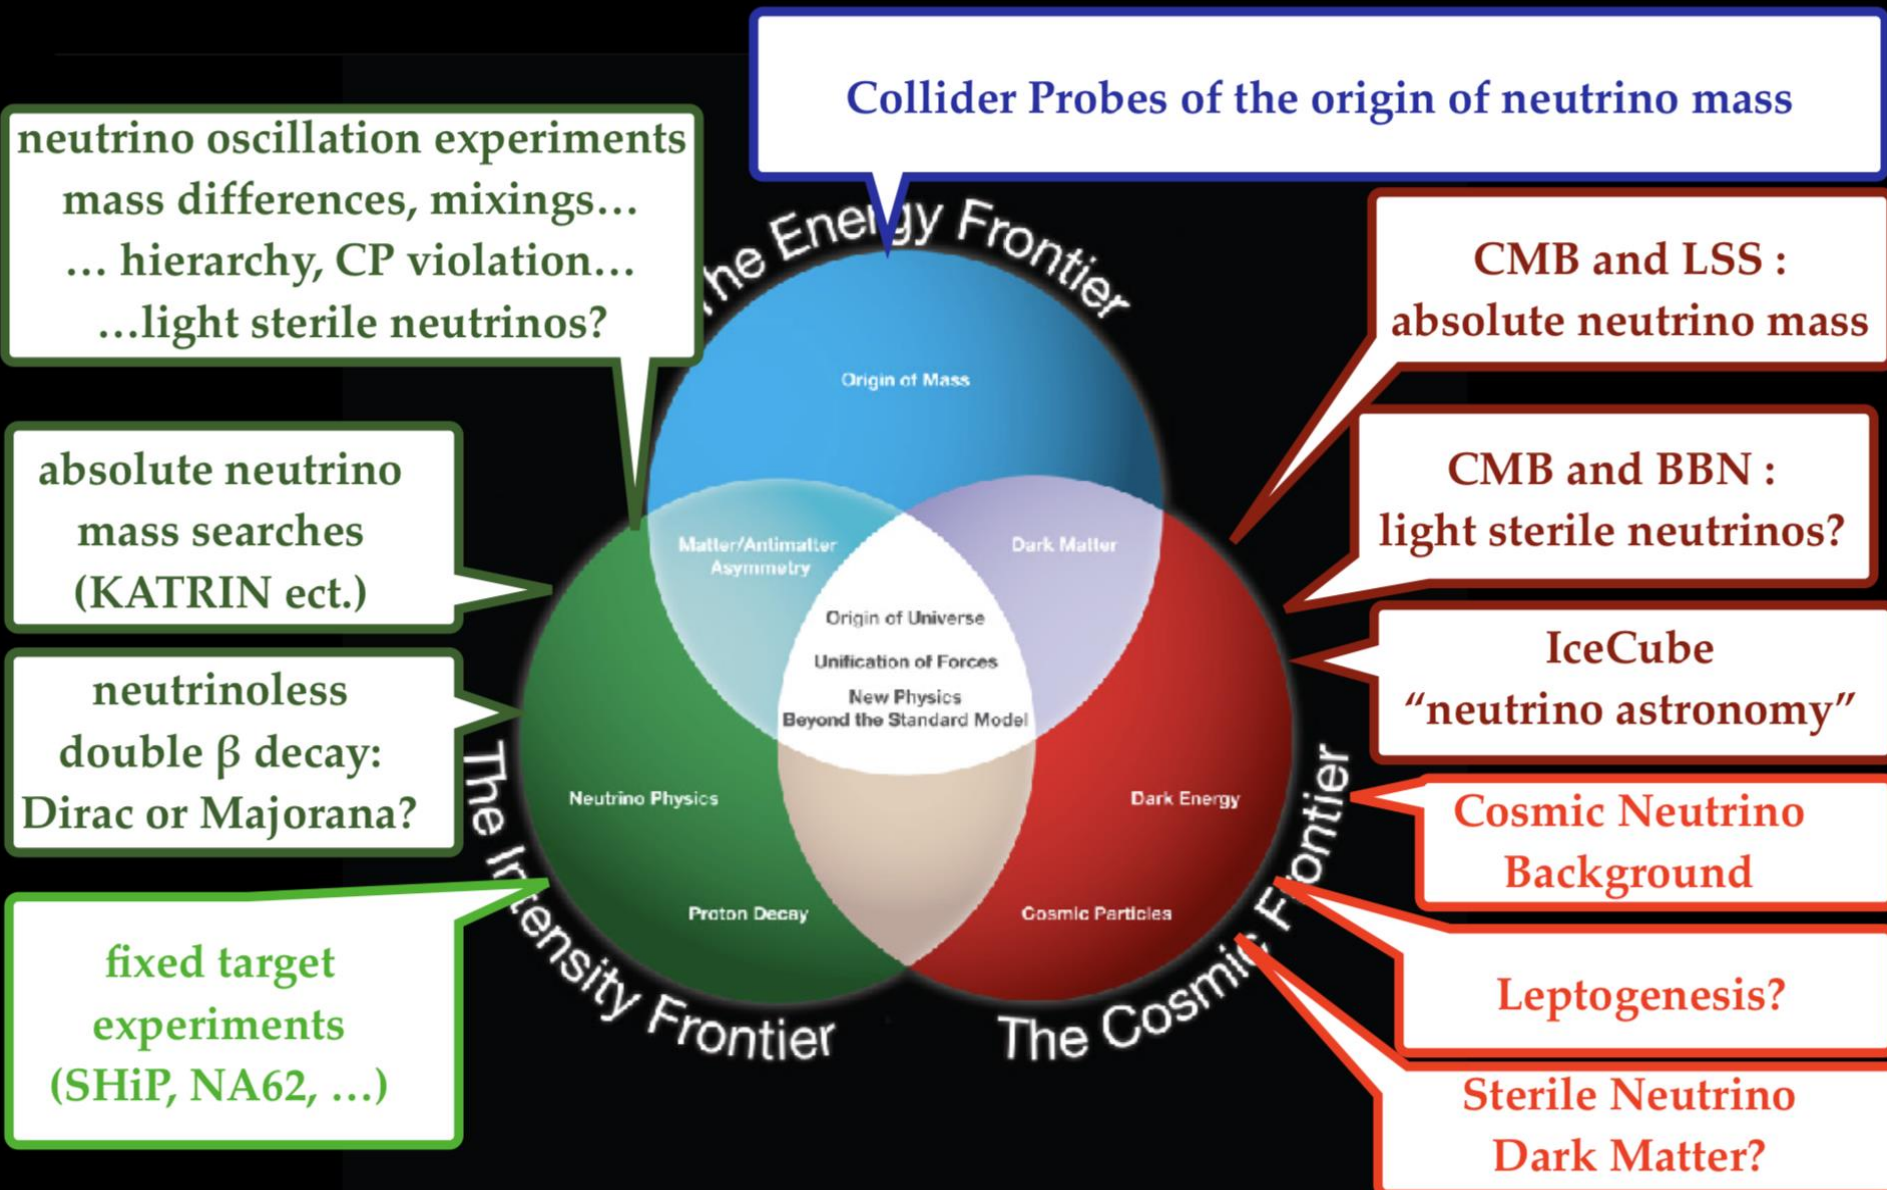 Collider Probes of the origin of neutrino mass
neutrino oscillation experiments
mass differences, mixings…
… hierarchy, CP violation…
…light sterile neutrinos?
absolute neutrino
mass searches
(KATRIN ect.)
neutrinoless
double β decay:
Dirac or Majorana?
fixed target
experiments
(SHiP, NA62, …)
The Energy Frontier
Origin of Mass
Matter/Antimatter
Asymmetry
Dark Matter
Origin of Universe
Unification of Forces
New Physics
Beyond the Standard Model
Neutrino Physics
Proton Decay
Dark Energy
Cosmic Particles
The Intensity Frontier
The Cosmic Frontier
CMB and LSS :
absolute neutrino mass
CMB and BBN :
light sterile neutrinos?
IceCube
“neutrino astronomy”
Cosmic Neutrino
Background
Leptogenesis?
Sterile Neutrino
Dark Matter?